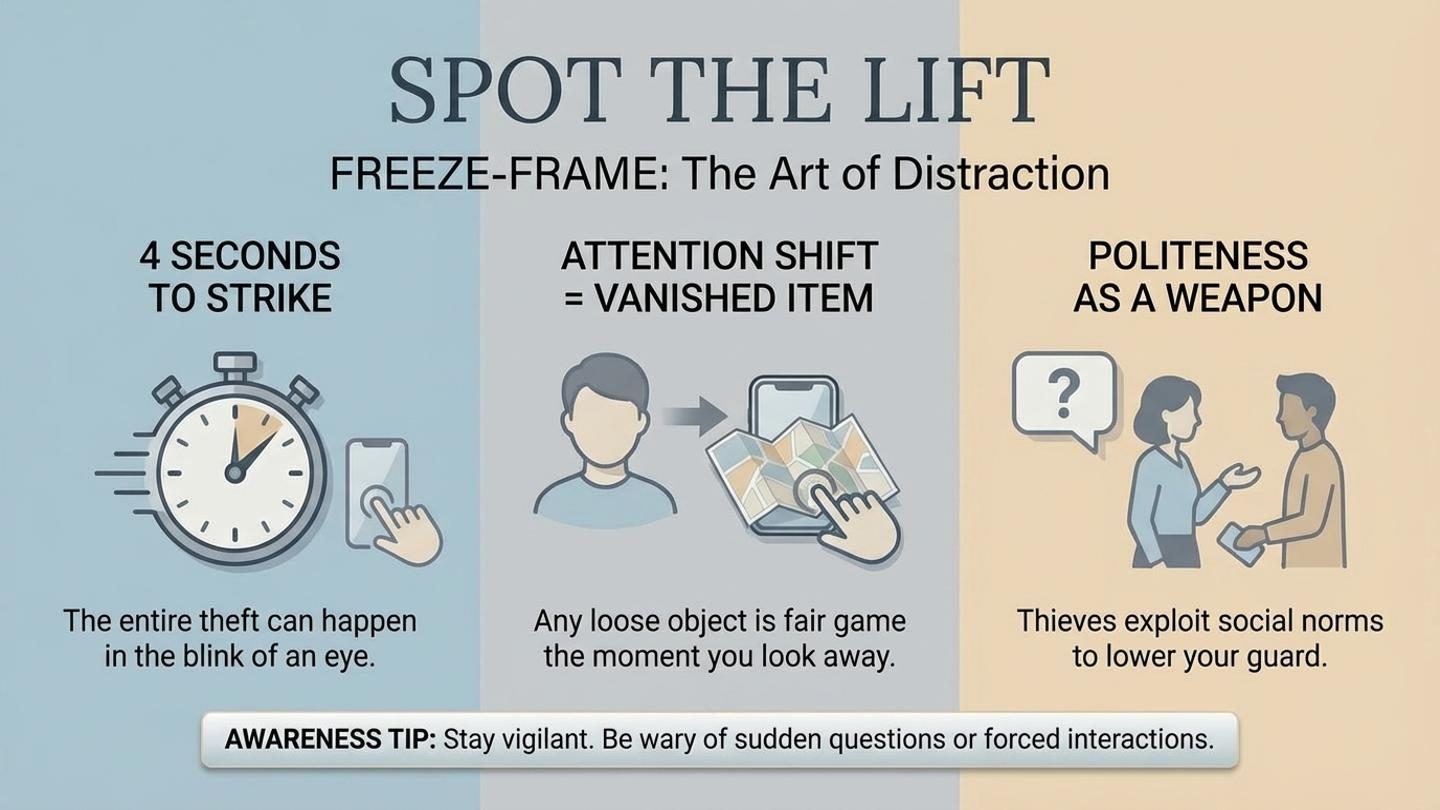 SPOT THE LIFT
FREEZE-FRAME: The Art of Distraction
4 SECONDS
TO STRIKE
The entire theft can happen
in the blink of an eye.
ATTENTION SHIFT
= VANISHED ITEM
Any loose object is fair game
the moment you look away.
POLITENESS
AS A WEAPON
?
Thieves exploit social norms
to lower your guard.
AWARENESS TIP: Stay vigilant. Be wary of sudden questions or forced interactions.